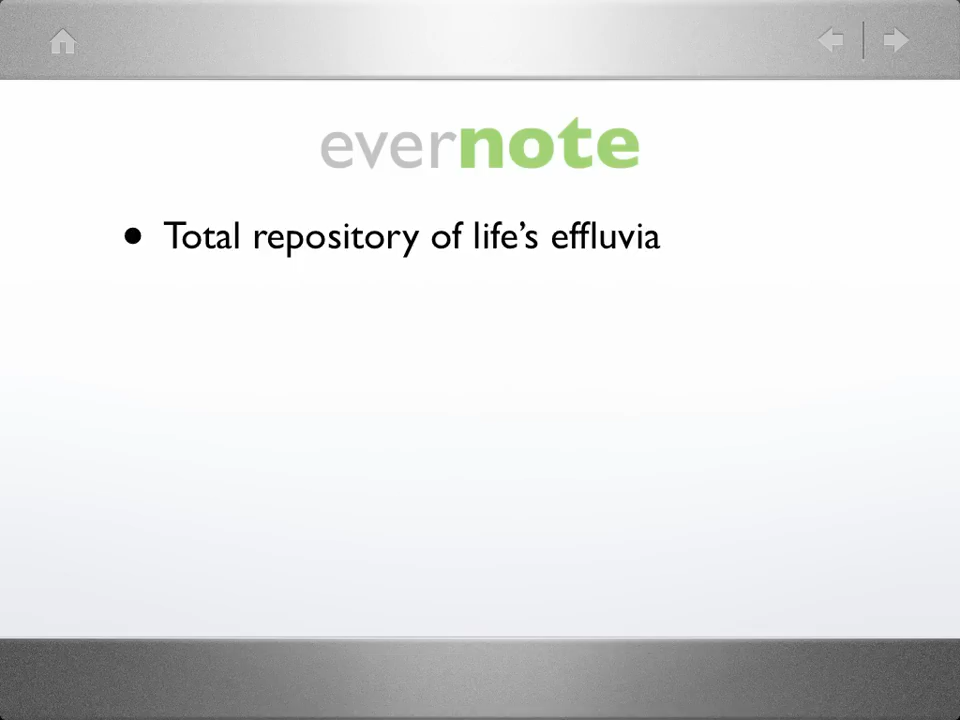 evernote
• Total repository of life’s effluvia